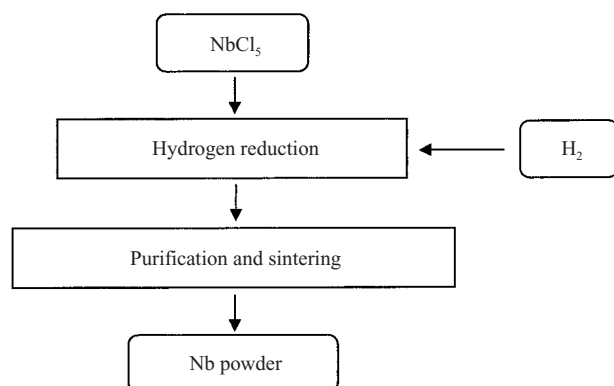 NbCl₅
Hydrogen reduction
H₂
Purification and sintering
Nb powder